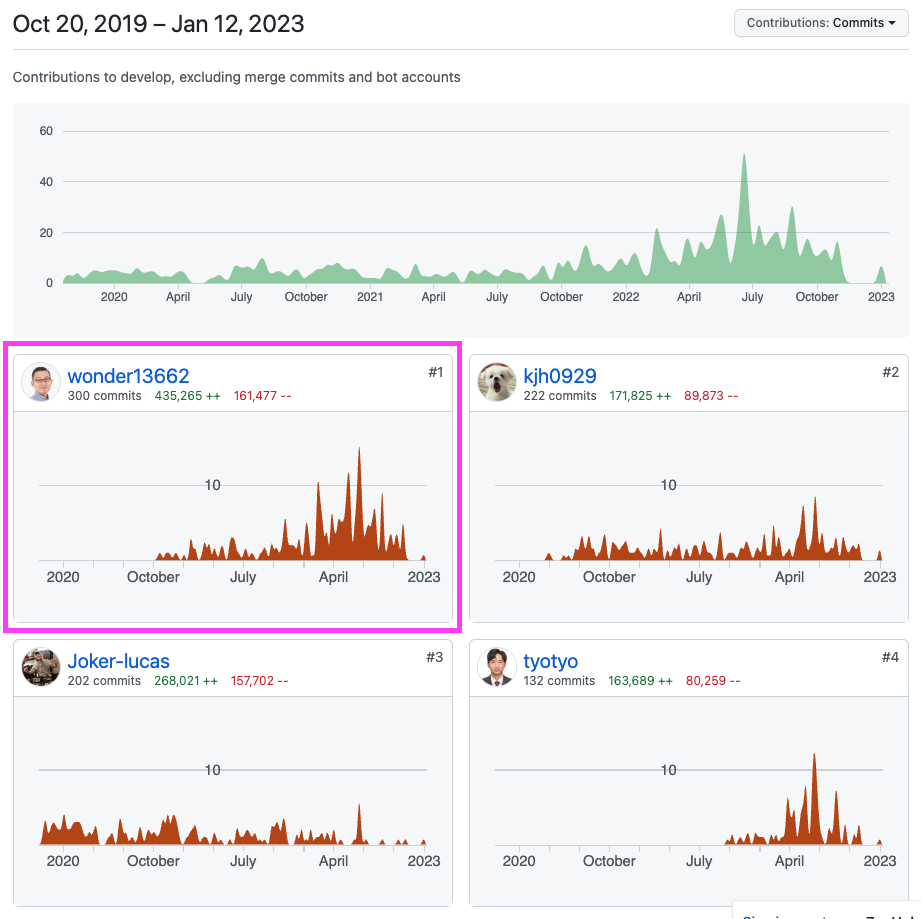 Oct 20, 2019 – Jan 12, 2023
Contributions: Commits
Contributions to develop, excluding merge commits and bot accounts
60
40
20
0
2020 April July October 2021 April July October 2022 April July October 2023
wonder13662 #1
300 commits 435,265 ++ 161,477 --
10
2020 October July April 2023
kjh0929 #2
222 commits 171,825 ++ 89,873 --
10
2020 October July April 2023
Joker-lucas #3
202 commits 268,021 ++ 157,702 --
10
2020 October July April 2023
tyotyo #4
132 commits 163,689 ++ 80,259 --
10
2020 October July April 2023